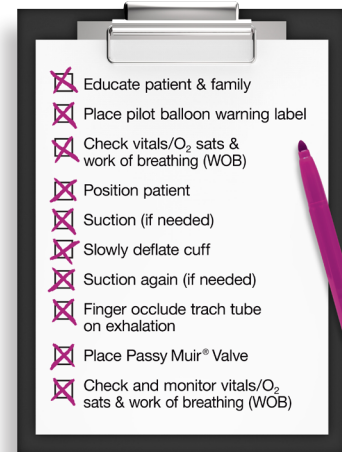 Educate patient & family
Place pilot balloon warning label
Check vitals/O₂ sats &
work of breathing (WOB)
Position patient
Suction (if needed)
Slowly deflate cuff
Suction again (if needed)
Finger occlude trach tube
on exhalation
Place Passy Muir® Valve
Check and monitor vitals/O₂
sats & work of breathing (WOB)